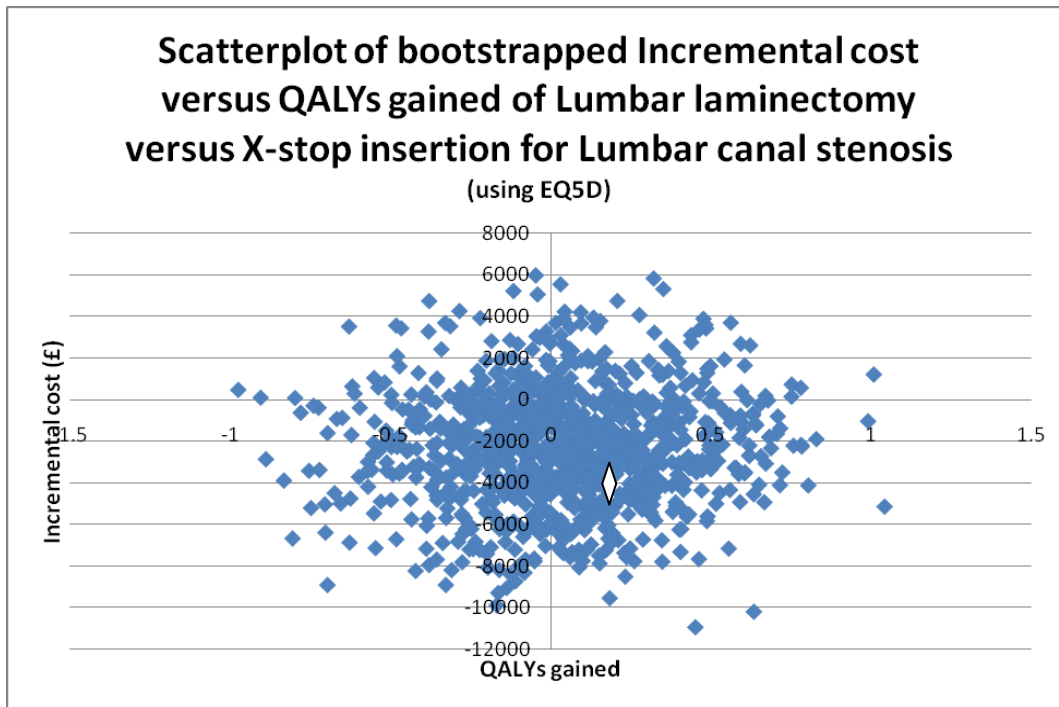 Scatterplot of bootstrapped Incremental cost
versus QALYs gained of Lumbar laminectomy
versus X-stop insertion for Lumbar canal stenosis
(using EQ5D)
8000
6000
4000
2000
0
-1.5 -1 -0.5 0 0.5 1 1.5
-2000
-4000
-6000
-8000
-10000
-12000
Incremental cost (£)
QALYs gained